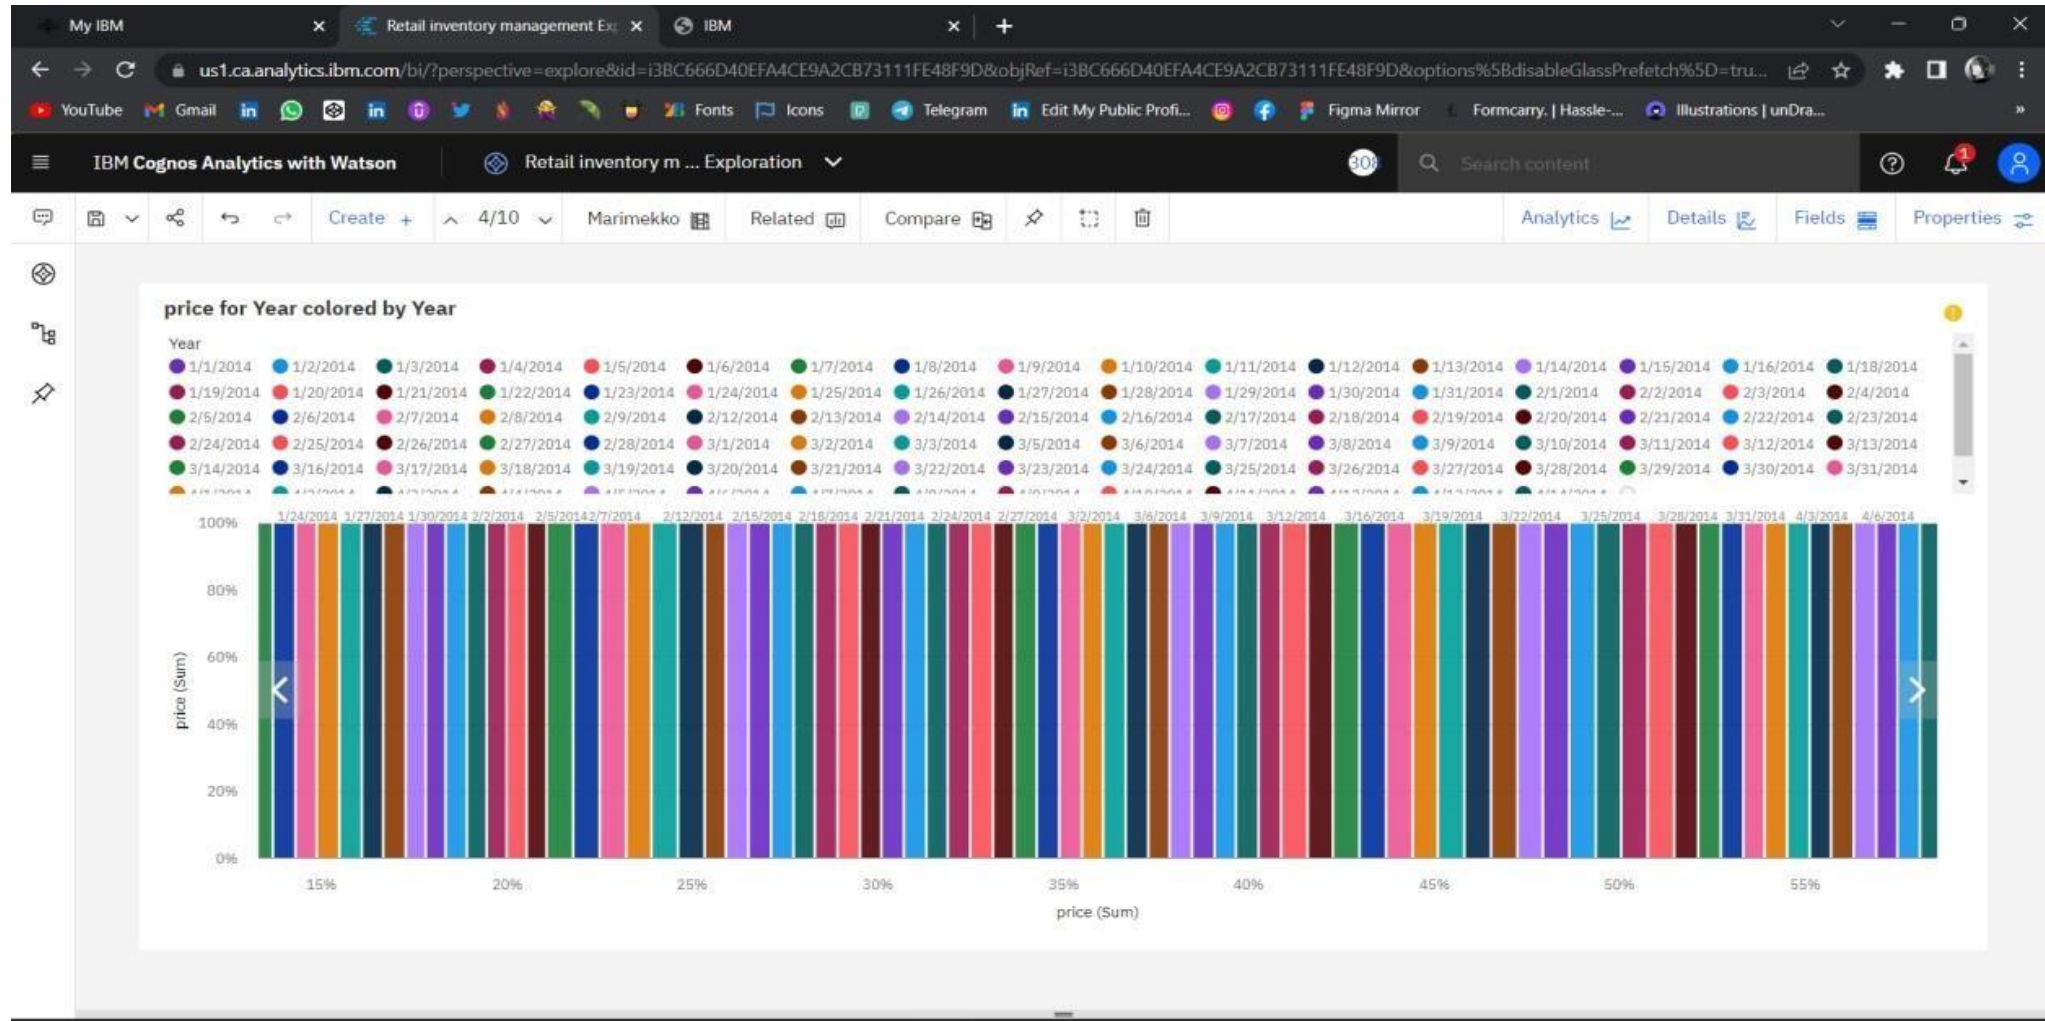 My IBM
Retail inventory management Ex
IBM
us1.ca.analytics.ibm.com/bi/?perspective=explore&id=i3BC666D40EFA4CE9A2CB73111FE48F9D&objRef=i3BC666D40EFA4CE9A2CB73111FE48F9D&options%5BdisableGlassPrefetch%5D=tru...
YouTube Gmail Fonts Icons Telegram Edit My Public Profi... Figma Mirror Formcarry. | Hassle-... Illustrations | unDra... »
IBM Cognos Analytics with Watson Retail inventory m ... Exploration 308 Search content 1
Create + 4/10 Marimekko Related Compare Analytics Details Fields Properties
price for Year colored by Year
Year
1/1/2014 1/2/2014 1/3/2014 1/4/2014 1/5/2014 1/6/2014 1/7/2014 1/8/2014 1/9/2014 1/10/2014 1/11/2014 1/12/2014 1/13/2014 1/14/2014 1/15/2014 1/16/2014 1/18/2014
1/19/2014 1/20/2014 1/21/2014 1/22/2014 1/23/2014 1/24/2014 1/25/2014 1/26/2014 1/27/2014 1/28/2014 1/29/2014 1/30/2014 1/31/2014 2/1/2014 2/2/2014 2/3/2014 2/4/2014
2/5/2014 2/6/2014 2/7/2014 2/8/2014 2/9/2014 2/12/2014 2/13/2014 2/14/2014 2/15/2014 2/16/2014 2/17/2014 2/18/2014 2/19/2014 2/20/2014 2/21/2014 2/22/2014 2/23/2014
2/24/2014 2/25/2014 2/26/2014 2/27/2014 2/28/2014 3/1/2014 3/2/2014 3/3/2014 3/5/2014 3/6/2014 3/7/2014 3/8/2014 3/9/2014 3/10/2014 3/11/2014 3/12/2014 3/13/2014
3/14/2014 3/16/2014 3/17/2014 3/18/2014 3/19/2014 3/20/2014 3/21/2014 3/22/2014 3/23/2014 3/24/2014 3/25/2014 3/26/2014 3/27/2014 3/28/2014 3/29/2014 3/30/2014 3/31/2014
1/24/2014 1/27/2014 1/30/2014 2/2/2014 2/5/2014 2/7/2014 2/12/2014 2/15/2014 2/18/2014 2/21/2014 2/24/2014 2/27/2014 3/2/2014 3/6/2014 3/9/2014 3/12/2014 3/16/2014 3/19/2014 3/22/2014 3/25/2014 3/28/2014 3/31/2014 4/3/2014 4/6/2014
100%
80%
60%
40%
20%
0%
price (Sum)
15% 20% 25% 30% 35% 40% 45% 50% 55%
price (Sum)